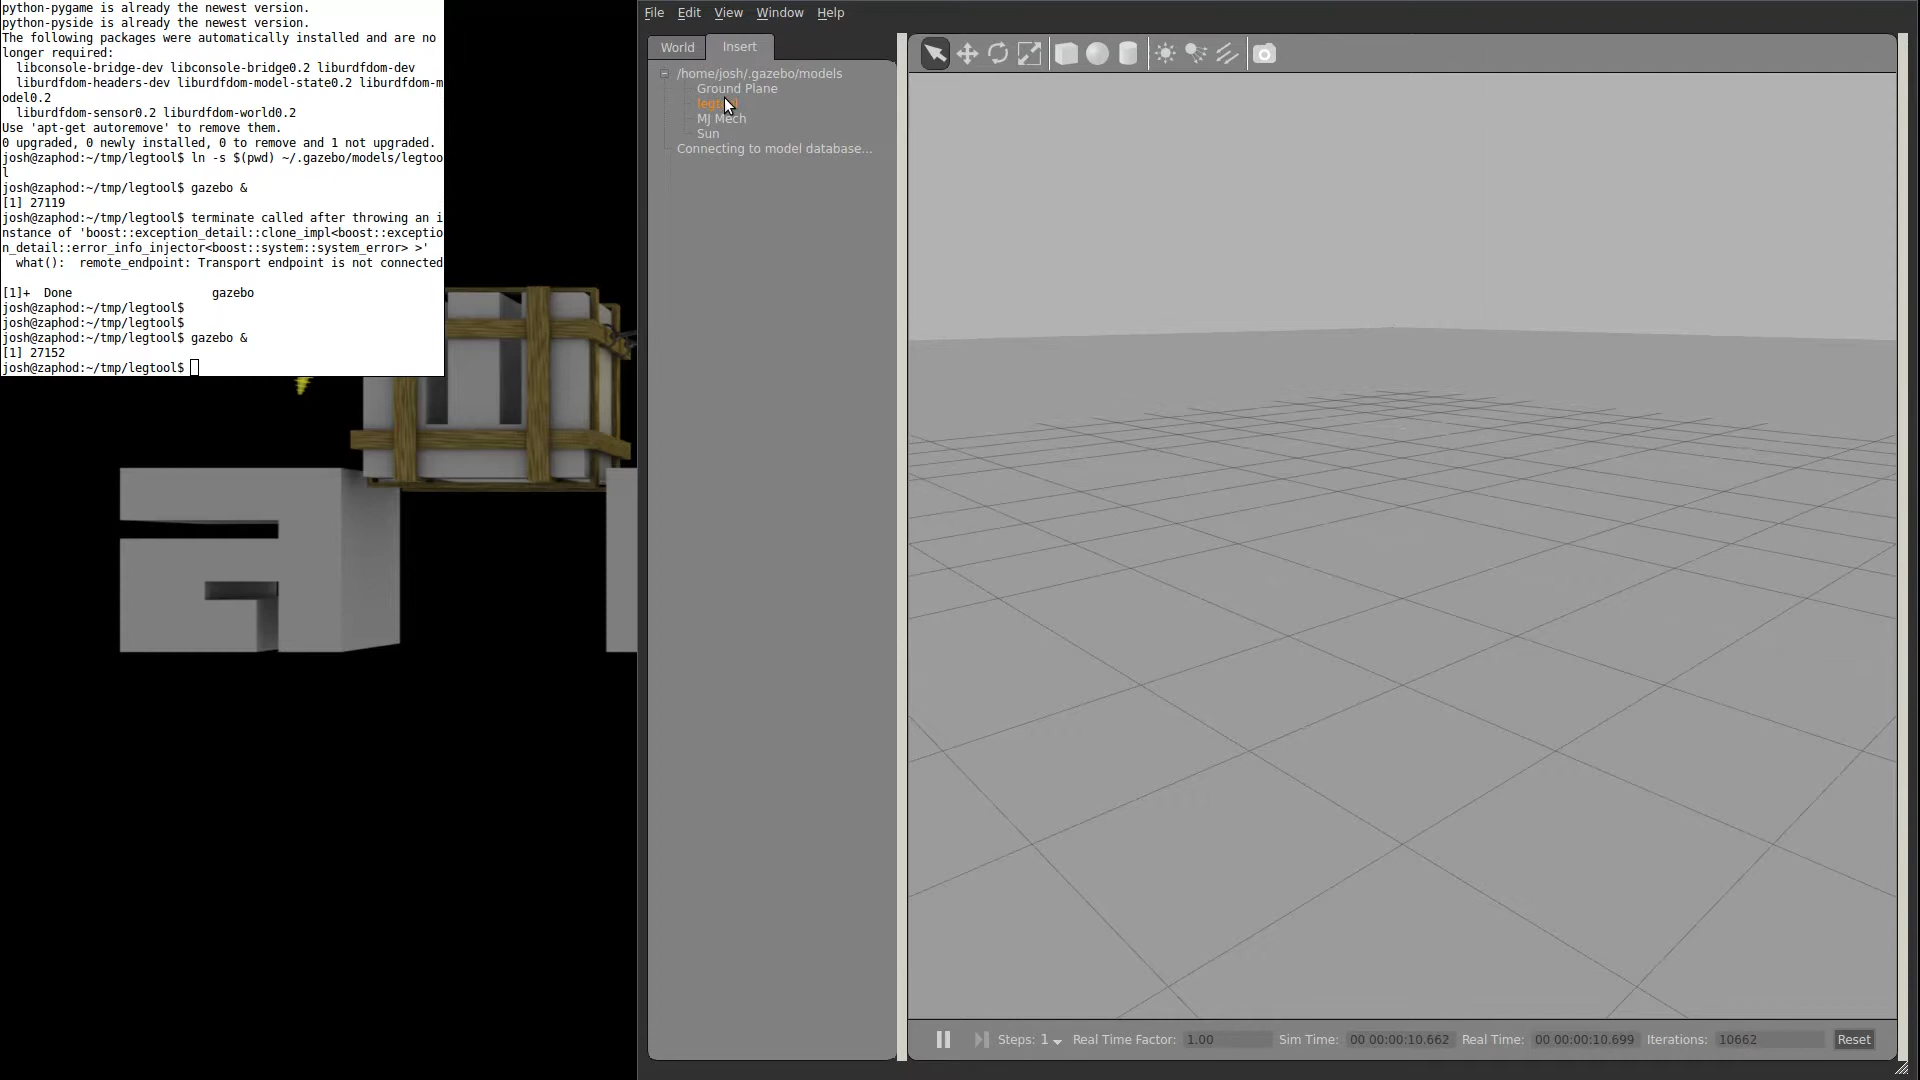 python-pygame is already the newest version.
python-pyside is already the newest version.
The following packages were automatically installed and are no
longer required:
libconsole-bridge-dev libconsole-bridge0.2 liburdfdom-dev
liburdfdom-headers-dev liburdfdom-model-state0.2 liburdfdom-m
odel0.2
liburdfdom-sensor0.2 liburdfdom-world0.2
Use 'apt-get autoremove' to remove them.
0 upgraded, 0 newly installed, 0 to remove and 1 not upgraded.
josh@zaphod:~/tmp/legtool$ ln -s $(pwd) ~/.gazebo/models/legtoo
l
josh@zaphod:~/tmp/legtool$ gazebo &
[1] 27119
josh@zaphod:~/tmp/legtool$ terminate called after throwing an i
nstance of 'boost::exception_detail::clone_impl<boost::exceptio
n_detail::error_info_injector<boost::system::system_error> >'
what():  remote_endpoint: Transport endpoint is not connected
[1]+  Done                    gazebo
josh@zaphod:~/tmp/legtool$
josh@zaphod:~/tmp/legtool$
josh@zaphod:~/tmp/legtool$ gazebo &
[1] 27152
josh@zaphod:~/tmp/legtool$
File Edit View Window Help
World Insert
/home/josh/.gazebo/models
Ground Plane
MJ Mech
Sun
Connecting to model database...
Steps: 1 Real Time Factor: 1.00 Sim Time: 00 00:00:10.662 Real Time: 00 00:00:10.699 Iterations: 10662 Reset